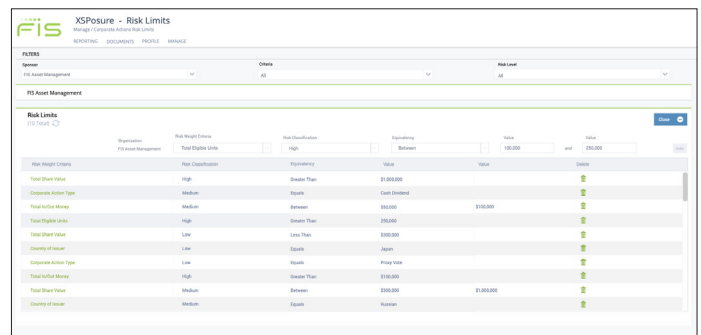 FIS
XSPosure - Risk Limits
Manage / Corporate Actions Risk Limits
REPORTING DOCUMENTS PROFILE MANAGE
FILTERS
Sponsor Criteria Risk Level
FIS Asset Management All All
FIS Asset Management
Risk Limits
(10 Total) Close
Organization Risk Weight Criteria Risk Classification Equivalency Value Value
FIS Asset Management Total Eligible Units High Between 100,000 and 250,000 Add
Risk Weight Criteria Risk Classification Equivalency Value Value Delete
Total Share Value High Greater Than $1,000,000
Corporate Action Type Medium Equals Cash Dividend
Total In/Out Money Medium Between $50,000 $100,000
Total Eligible Units High Greater Than 250,000
Total Share Value Low Less Than $300,000
Country of Issuer Low Equals Japan
Corporate Action Type Low Equals Proxy Vote
Total In/Out Money High Greater Than $100,000
Total Share Value Medium Between $300,000 $1,000,000
Country of Issuer Medium Equals Russian